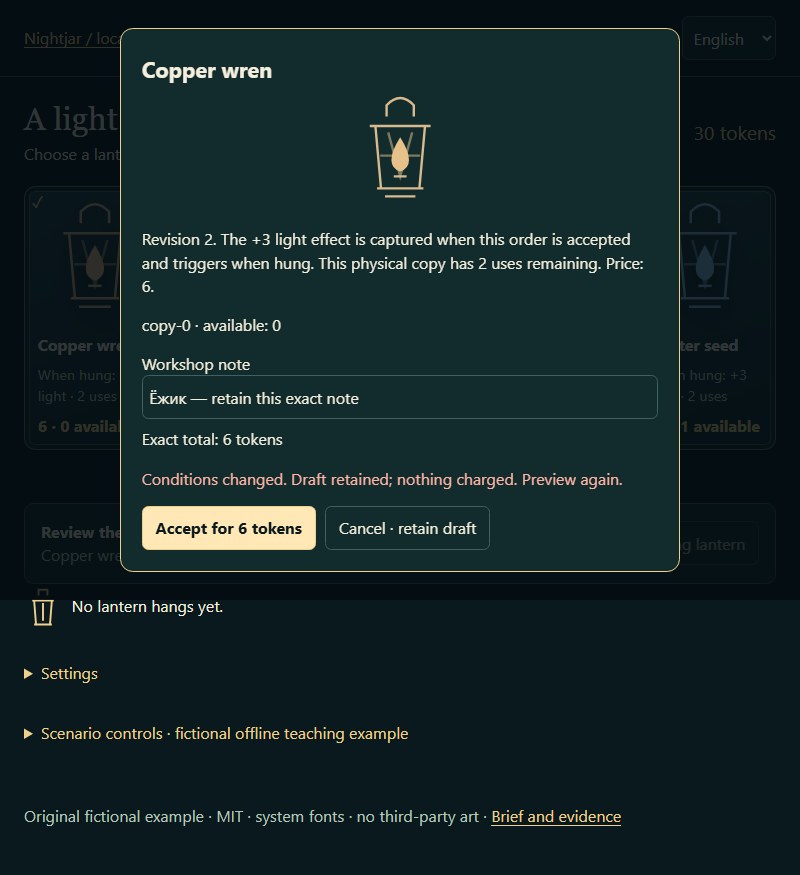 Nightjar / loca
English
A light
30 tokens
Choose a lant
Copper wren
Revision 2. The +3 light effect is captured when this order is accepted
and triggers when hung. This physical copy has 2 uses remaining. Price:
6.
copy-0 · available: 0
Workshop note
Ёжик — retain this exact note
Exact total: 6 tokens
Conditions changed. Draft retained; nothing charged. Preview again.
Accept for 6 tokens
Cancel · retain draft
Copper wre
ter seed
When hung:
n hung: +3
light · 2 uses
· 2 uses
6 · 0 availa
1 available
Review the
Copper wre
g lantern
No lantern hangs yet.
▶ Settings
▶ Scenario controls · fictional offline teaching example
Original fictional example · MIT · system fonts · no third-party art · Brief and evidence